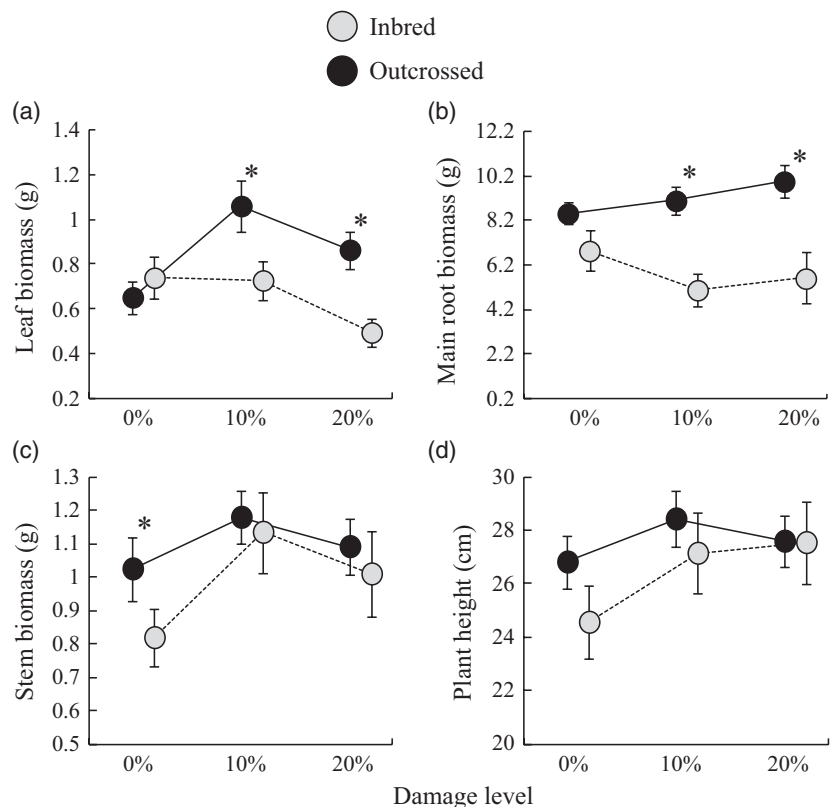 Inbred
Outcrossed
(a)
Leaf biomass (g)
1.4
1.2
1
0.8
0.6
0.4
0.2
0% 10% 20%
*
*
(b)
Main root biomass (g)
12.2
10.2
8.2
6.2
4.2
2.2
0.2
0% 10% 20%
*
*
(c)
Stem biomass (g)
1.3
1.2
1.1
1
0.9
0.8
0.7
0.6
0.5
0% 10% 20%
*
(d)
Plant height (cm)
30
28
26
24
22
20
0% 10% 20%
Damage level